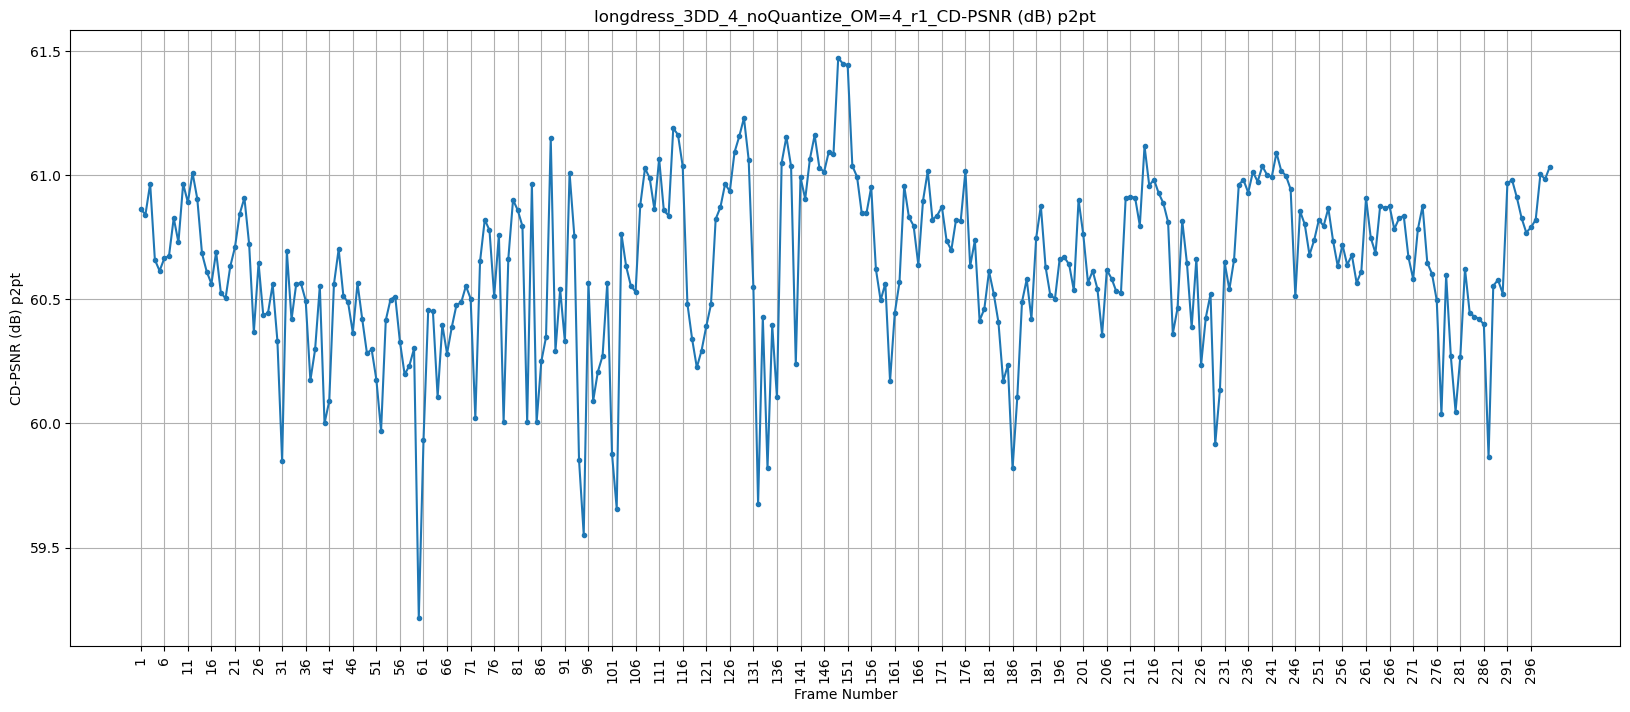 longdress_3DD_4_noQuantize_OM=4_r1_CD-PSNR (dB) p2pt
CD-PSNR (dB) p2pt
61.5
61.0
60.5
60.0
59.5
1 6 11 16 21 26 31 36 41 46 51 56 61 66 71 76 81 86 91 96 101 106 111 116 121 126 131 136 141 146 151 156 161 166 171 176 181 186 191 196 201 206 211 216 221 226 231 236 241 246 251 256 261 266 271 276 281 286 291 296
Frame Number